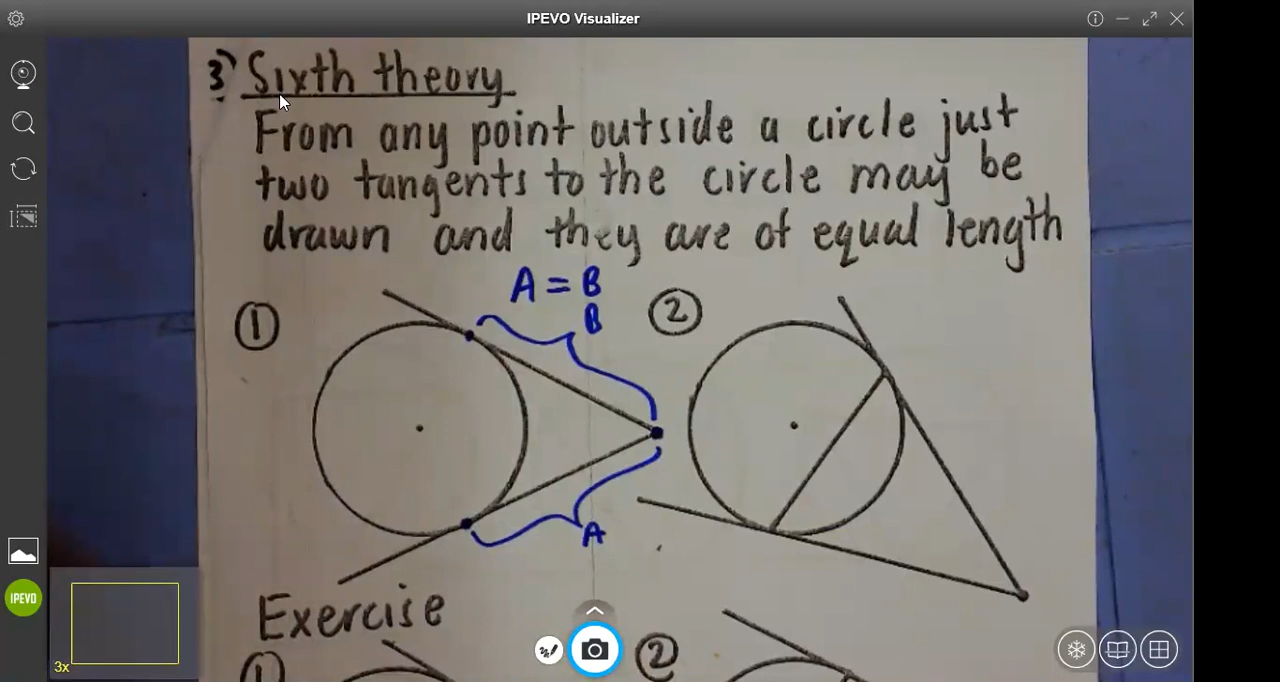 IPEVO Visualizer
3) Sixth theory
From any point outside a circle just
two tangents to the circle may be
drawn and they are of equal length
A = B
B
1
2
A
Exercise
1
2
IPEVO
3x